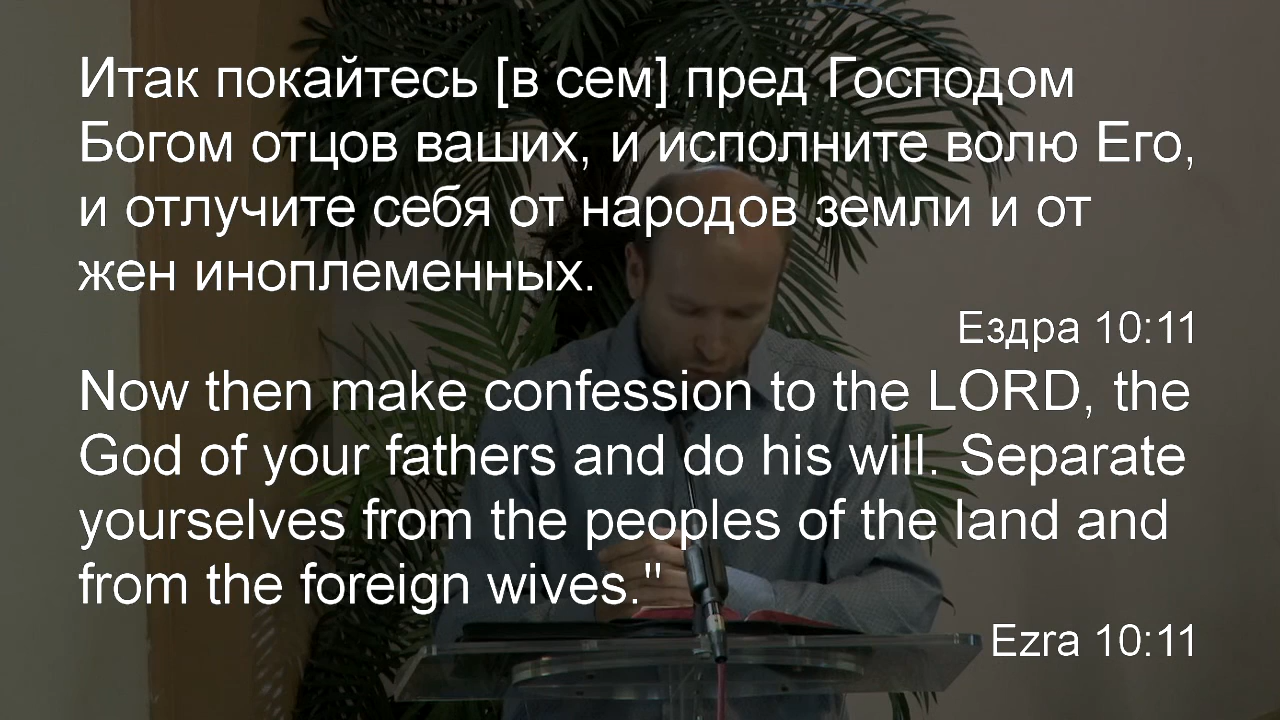 Итак покайтесь [в сем] пред Господом
Богом отцов ваших, и исполните волю Его,
и отлучите себя от народов земли и от
жен иноплеменных.
Ездра 10:11
Now then make confession to the LORD, the
God of your fathers and do his will. Separate
yourselves from the peoples of the land and
from the foreign wives."
Ezra 10:11